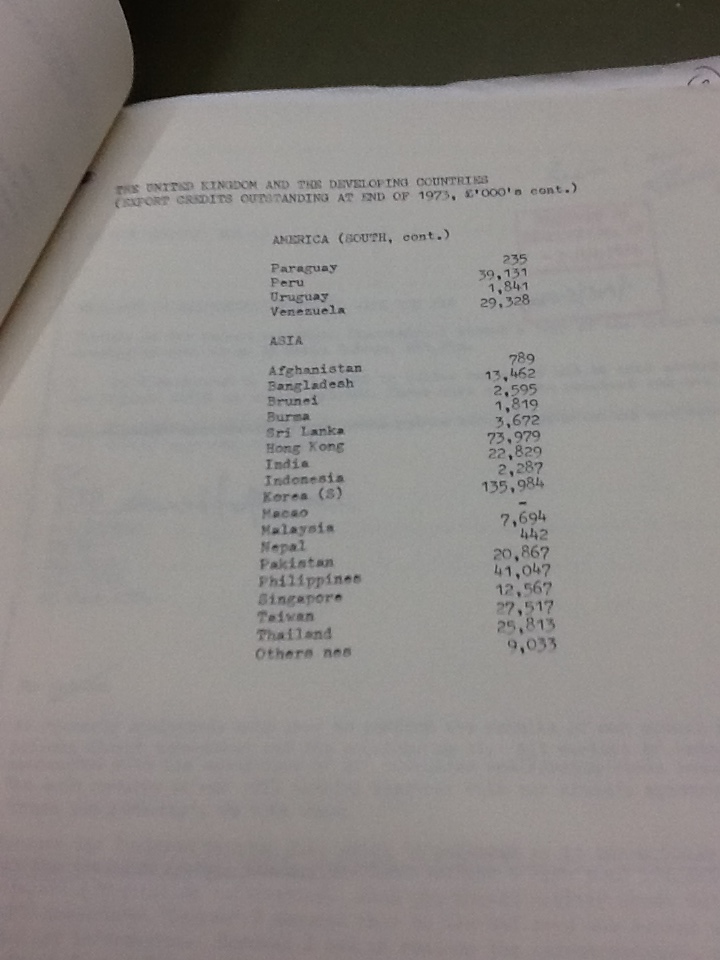 THE UNITED KINGDOM AND THE DEVELOPING COUNTRIES
(EXPORT CREDITS OUTSTANDING AT END OF 1973, £'000's cont.)
AMERICA (SOUTH, cont.)
Paraguay 235
Peru 39,131
Uruguay 1,841
Venezuela 29,328
ASIA
Afghanistan 789
Bangladesh 13,462
Brunei 2,595
Burma 1,819
Sri Lanka 3,672
Hong Kong 73,979
India 22,829
Indonesia 2,287
Korea (S) 135,984
Macao -
Malaysia 7,694
Nepal 442
Pakistan 20,867
Philippines 41,047
Singapore 12,567
Taiwan 27,517
Thailand 25,813
Others nes 9,033